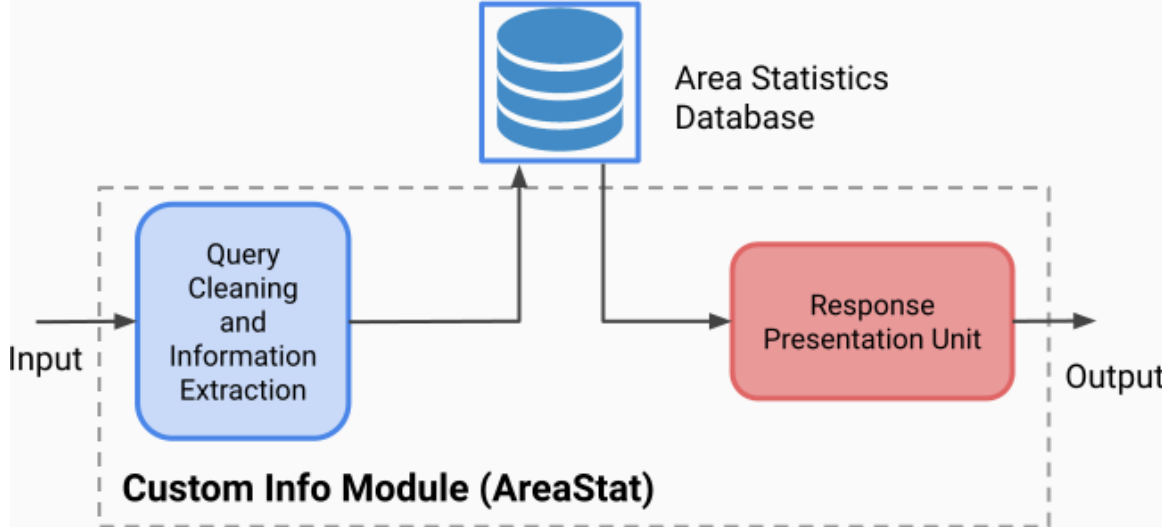 Area Statistics
Database
Query
Cleaning
and
Information
Extraction
Response
Presentation Unit
Input
Output
Custom Info Module (AreaStat)